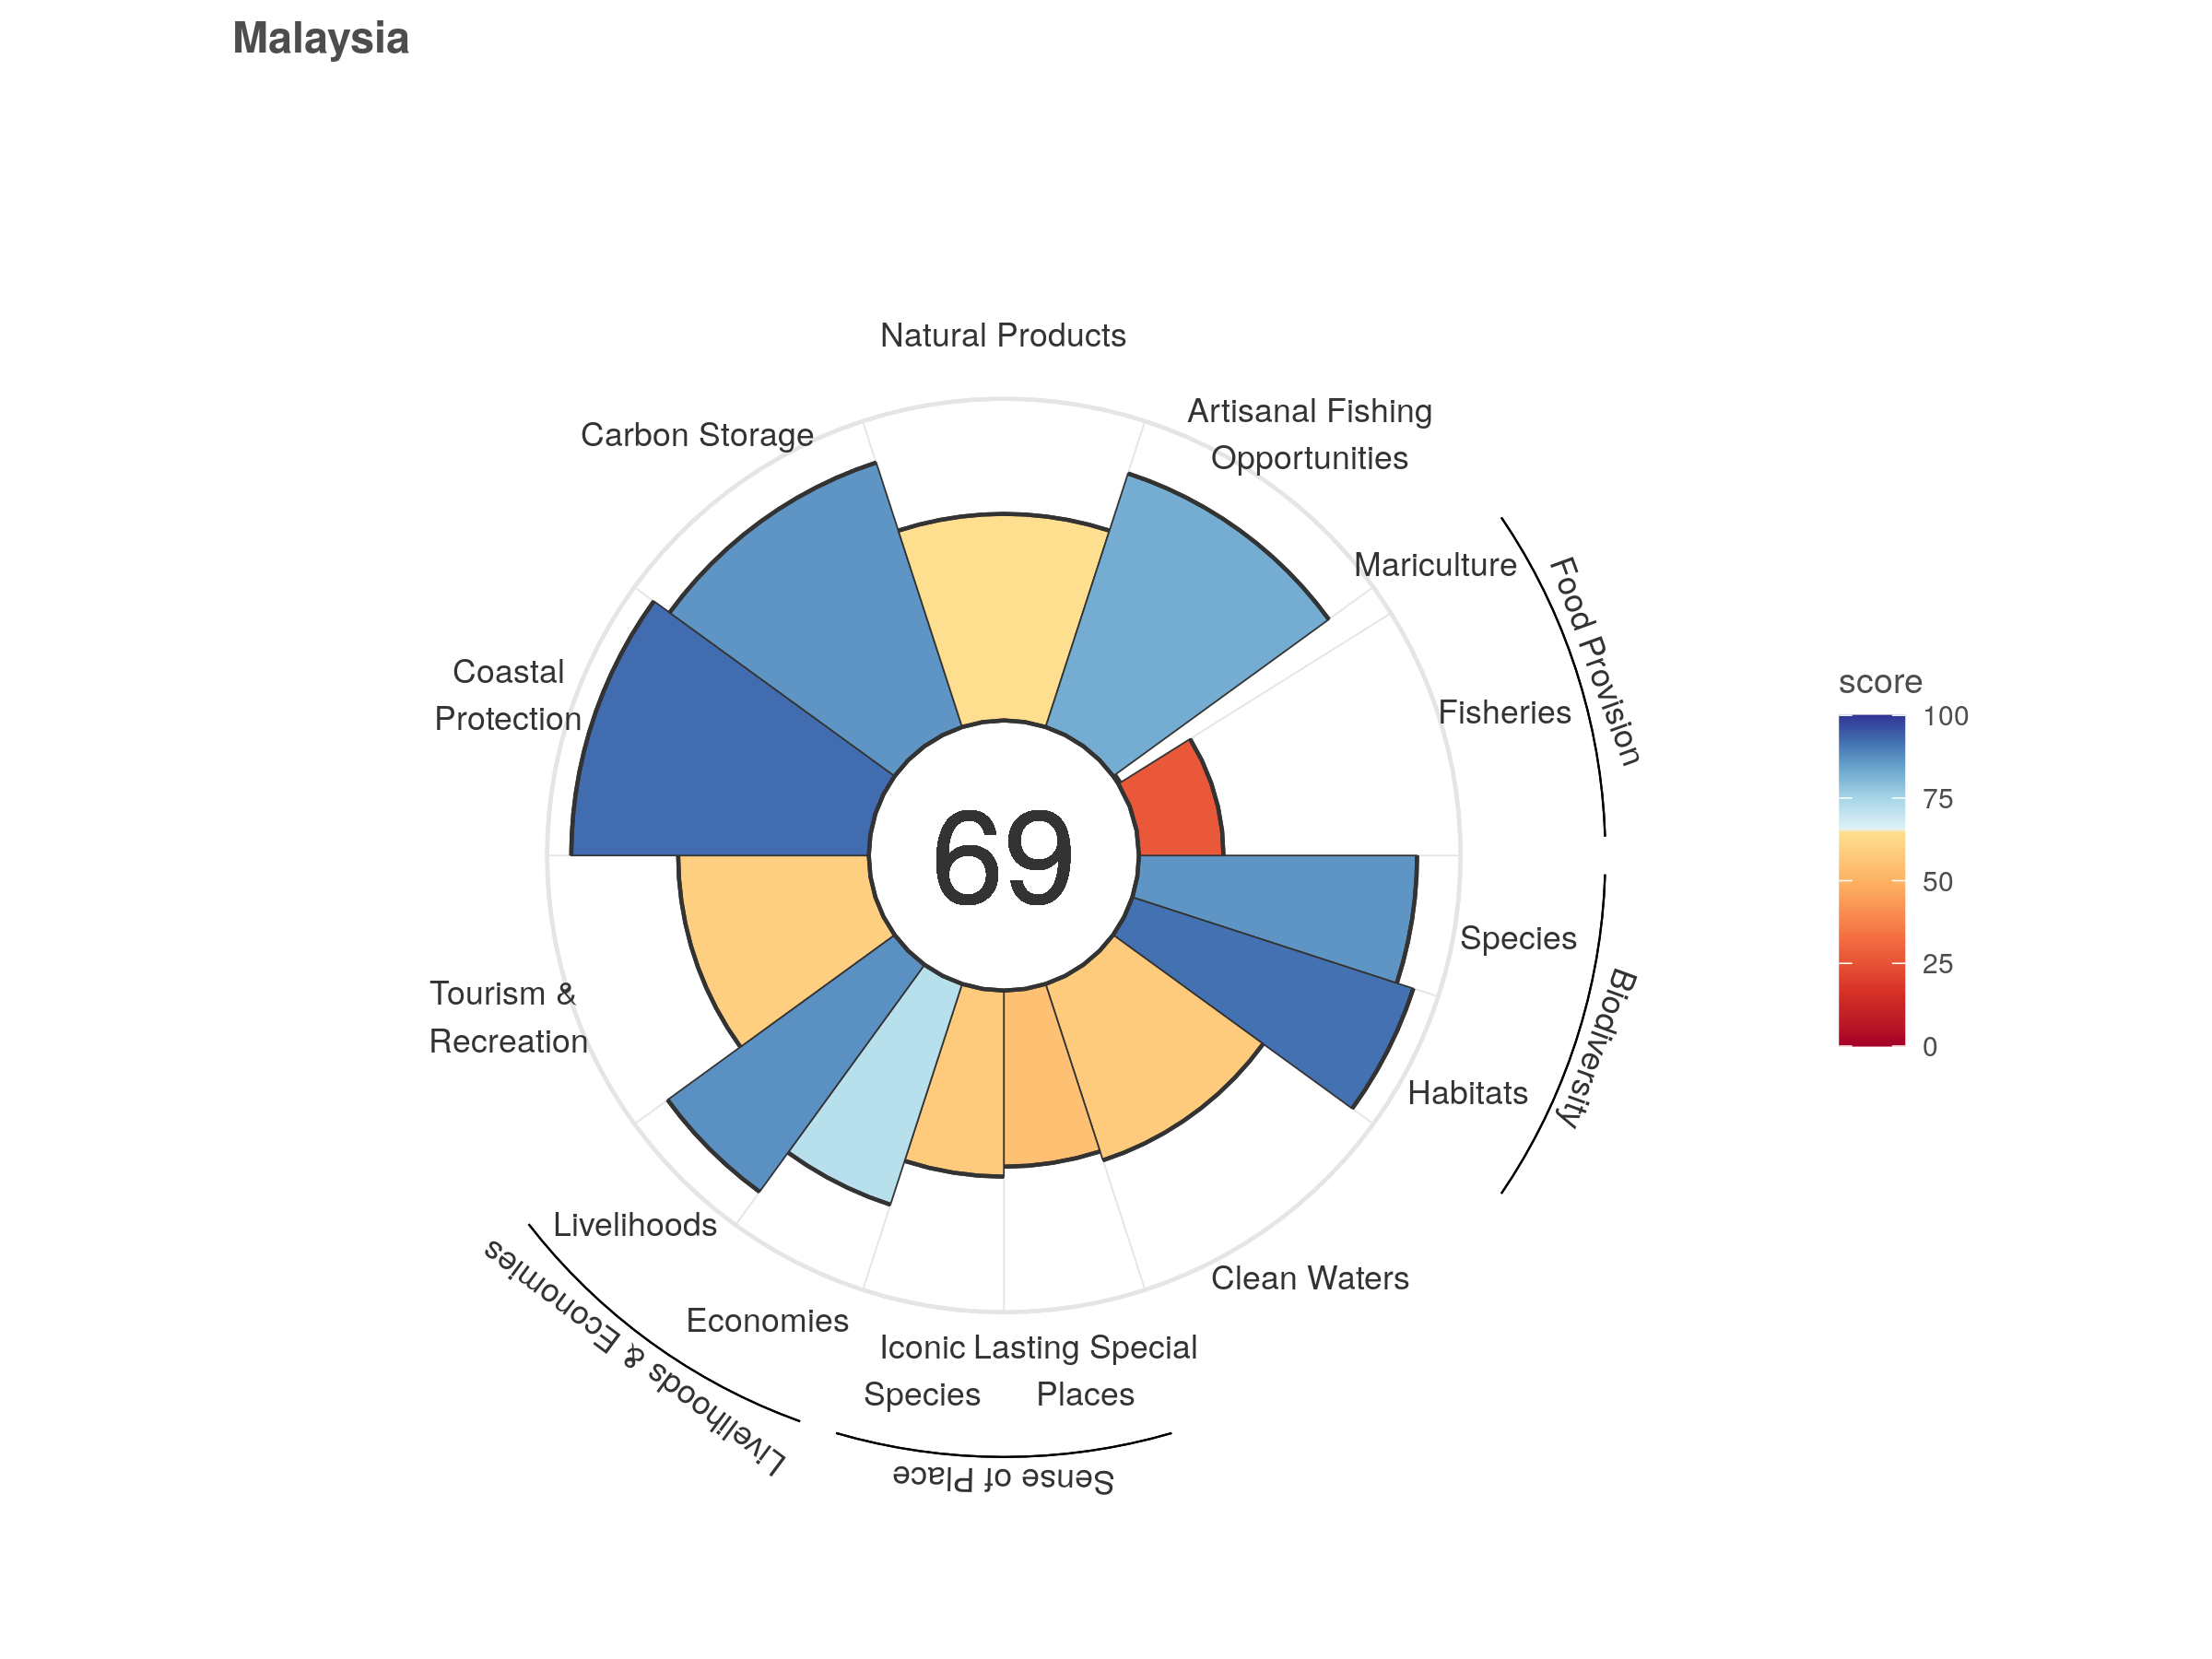 Malaysia
Natural Products
Artisanal Fishing
Opportunities
Carbon Storage
Mariculture
Food Provision
Fisheries
Coastal
Protection
score
100
75
50
25
0
69
Species
Biodiversity
Habitats
Tourism &
Recreation
Livelihoods
Livelihoods & Economies
Economies
Clean Waters
Iconic
Species
Lasting Special
Places
Sense of Place